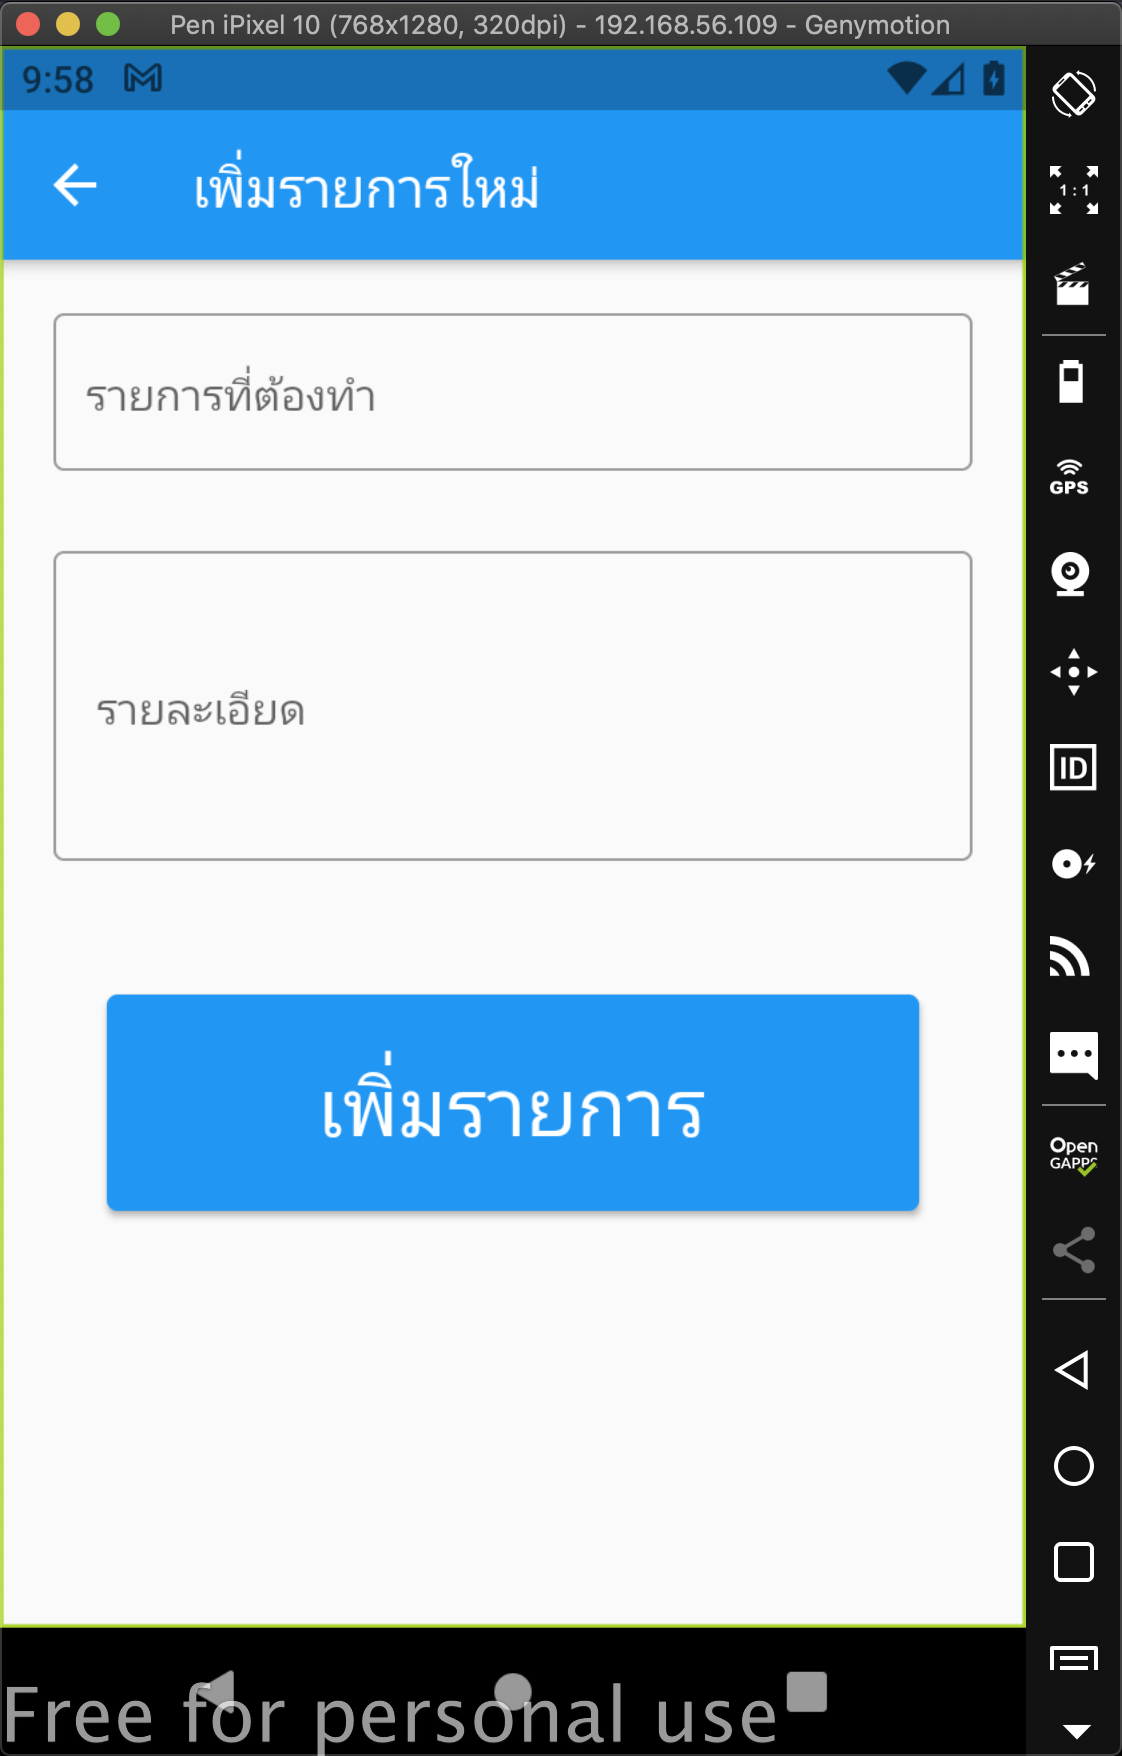 Pen iPixel 10 (768x1280, 320dpi) - 192.168.56.109 - Genymotion
9:58
เพิ่มรายการใหม่
1:1
รายการที่ต้องทำ
GPS
รายละเอียด
ID
เพิ่มรายการ
Open
GAPPS
Free for personal use